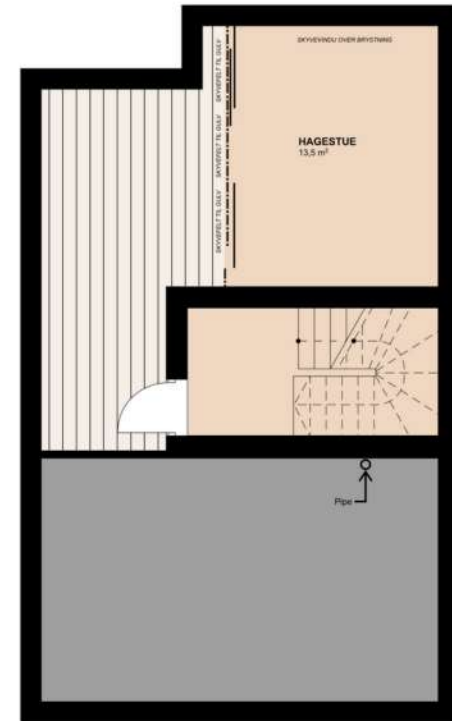 SKYVEVINDU OVER BRYSTNING
SKYVEFELT TIL GULV
SKYVEFELT TIL GULV
SKYVEFELT TIL GULV
HAGESTUE
13,5 m²
Pipe